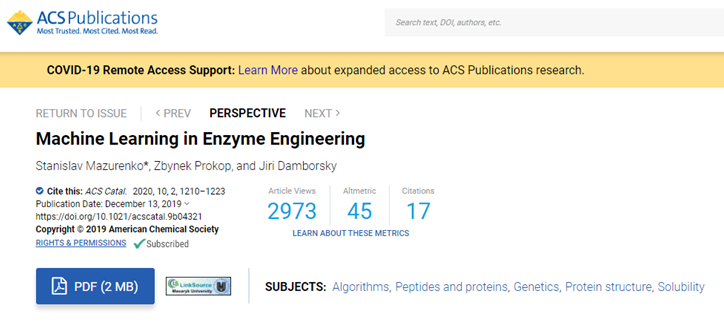 ACS Publications
Most Trusted. Most Cited. Most Read.
Search text, DOI, authors, etc.
COVID-19 Remote Access Support: Learn More about expanded access to ACS Publications research.
RETURN TO ISSUE < PREV PERSPECTIVE NEXT >
Machine Learning in Enzyme Engineering
Stanislav Mazurenko*, Zbynek Prokop, and Jiri Damborsky
Cite this: ACS Catal. 2020, 10, 2, 1210–1223
Publication Date: December 13, 2019
https://doi.org/10.1021/acscatal.9b04321
Copyright © 2019 American Chemical Society
RIGHTS & PERMISSIONS Subscribed
Article Views Altmetric Citations
2973 45 17
LEARN ABOUT THESE METRICS
PDF (2 MB)
LinkSource
Masaryk University
SUBJECTS: Algorithms, Peptides and proteins, Genetics, Protein structure, Solubility